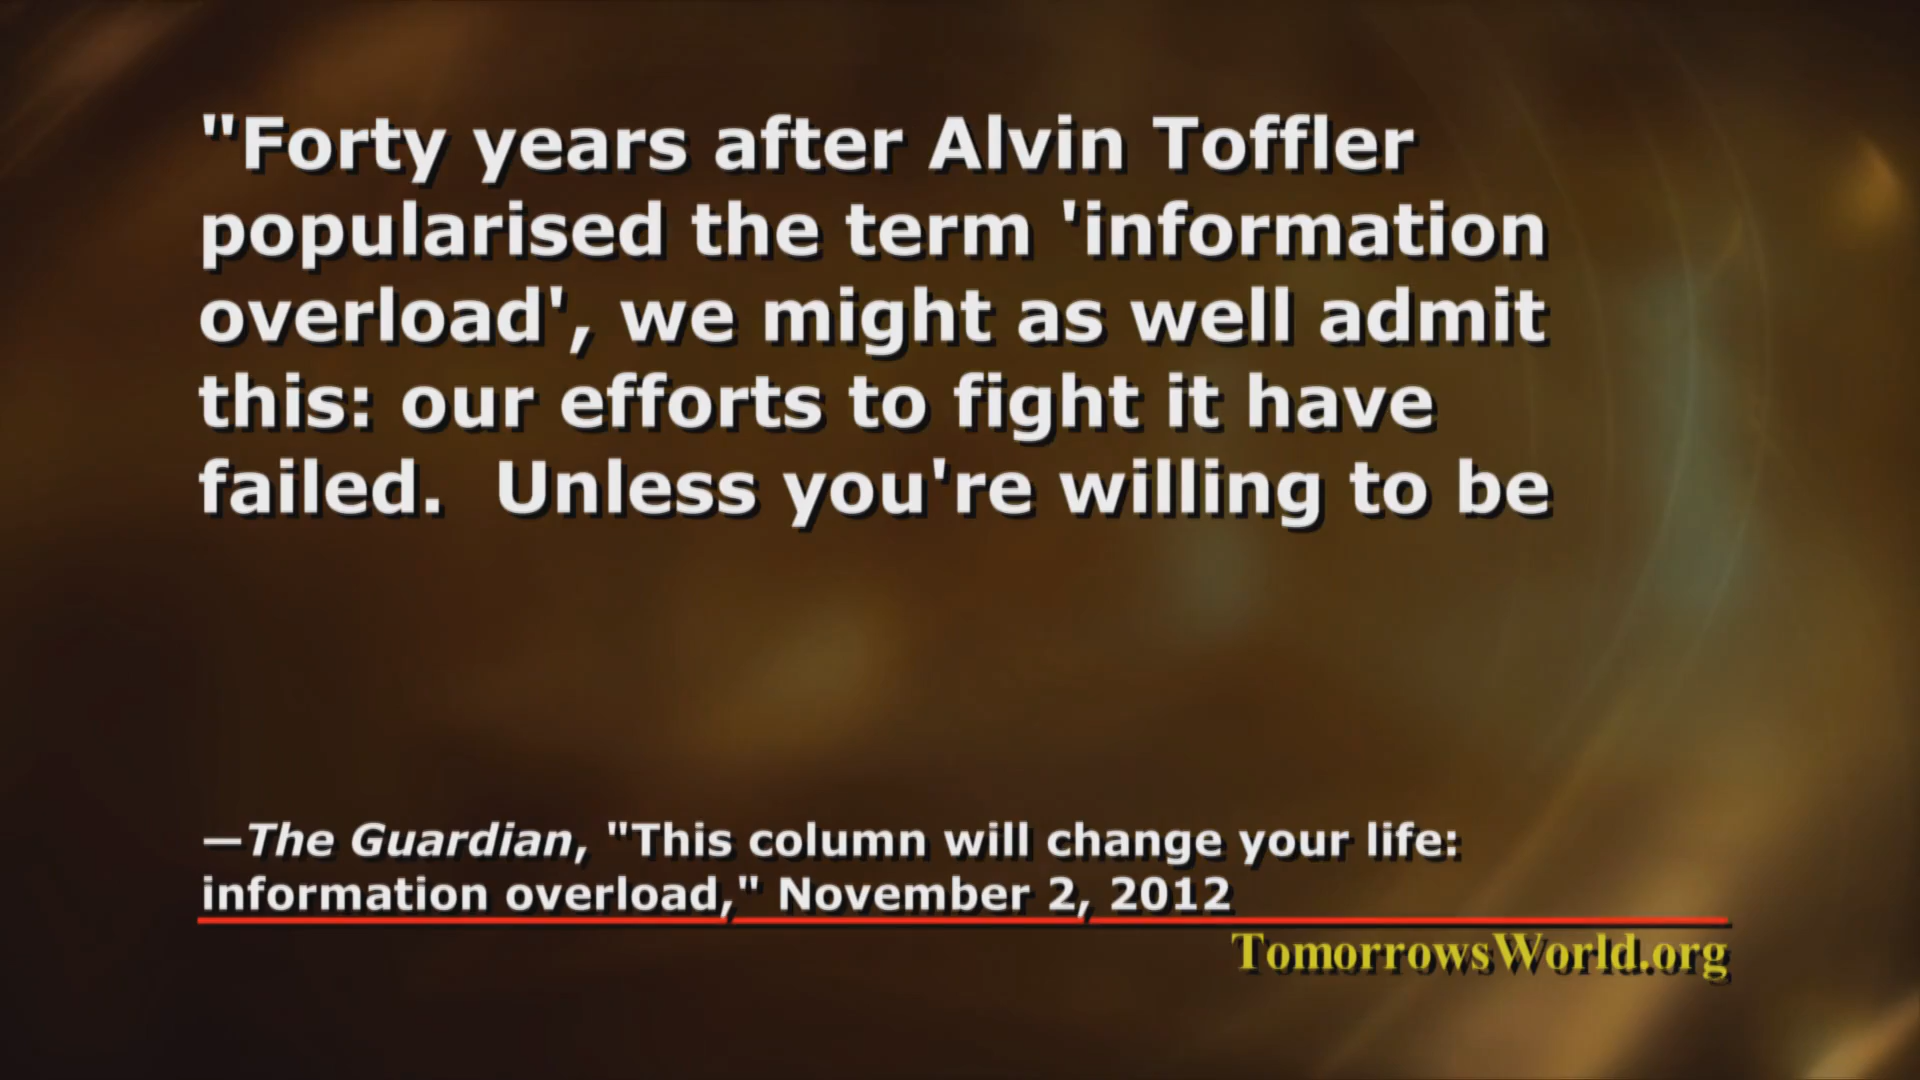 "Forty years after Alvin Toffler
popularised the term 'information
overload', we might as well admit
this: our efforts to fight it have
failed.  Unless you're willing to be
—The Guardian, "This column will change your life:
information overload," November 2, 2012
TomorrowsWorld.org